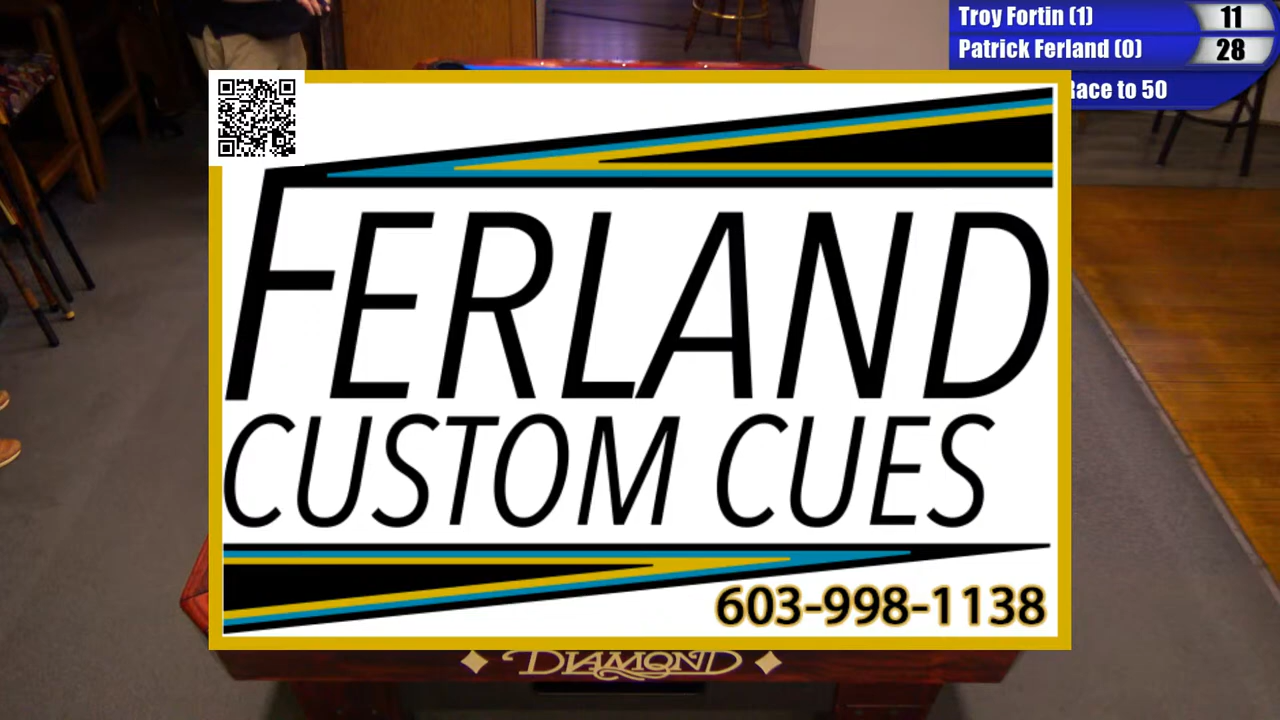 Troy Fortin (1) 11
Patrick Ferland (0) 28
Race to 50
FERLAND
CUSTOM CUES
603-998-1138
DIAMOND